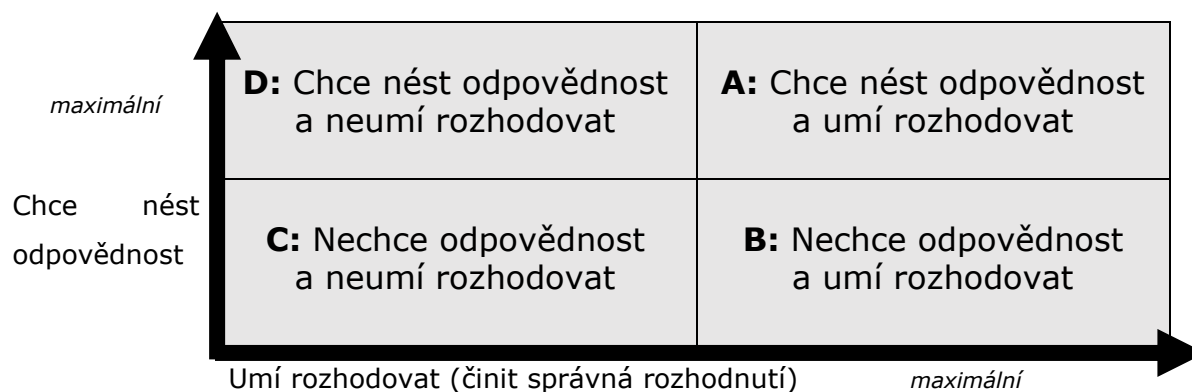 D: Chce nést odpovědnost
a neumí rozhodovat
A: Chce nést odpovědnost
a umí rozhodovat
maximální
Chce nést
odpovědnost
C: Nechce odpovědnost
a neumí rozhodovat
B: Nechce odpovědnost
a umí rozhodovat
Umí rozhodovat (činit správná rozhodnutí)
maximální